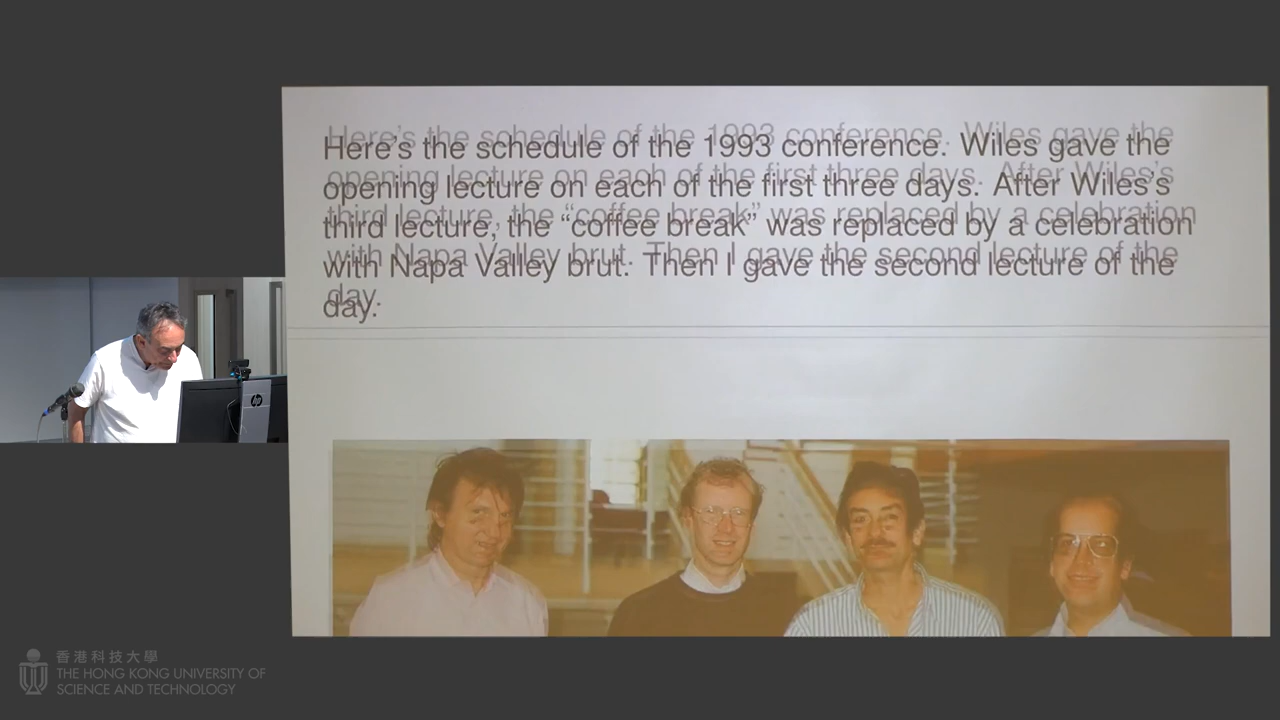 Here's the schedule of the 1993 conference. Wiles gave the
opening lecture on each of the first three days. After Wiles's
third lecture, the “coffee break” was replaced by a celebration
with Napa Valley brut. Then I gave the second lecture of the
day.
hp
香港科技大學
THE HONG KONG UNIVERSITY OF
SCIENCE AND TECHNOLOGY